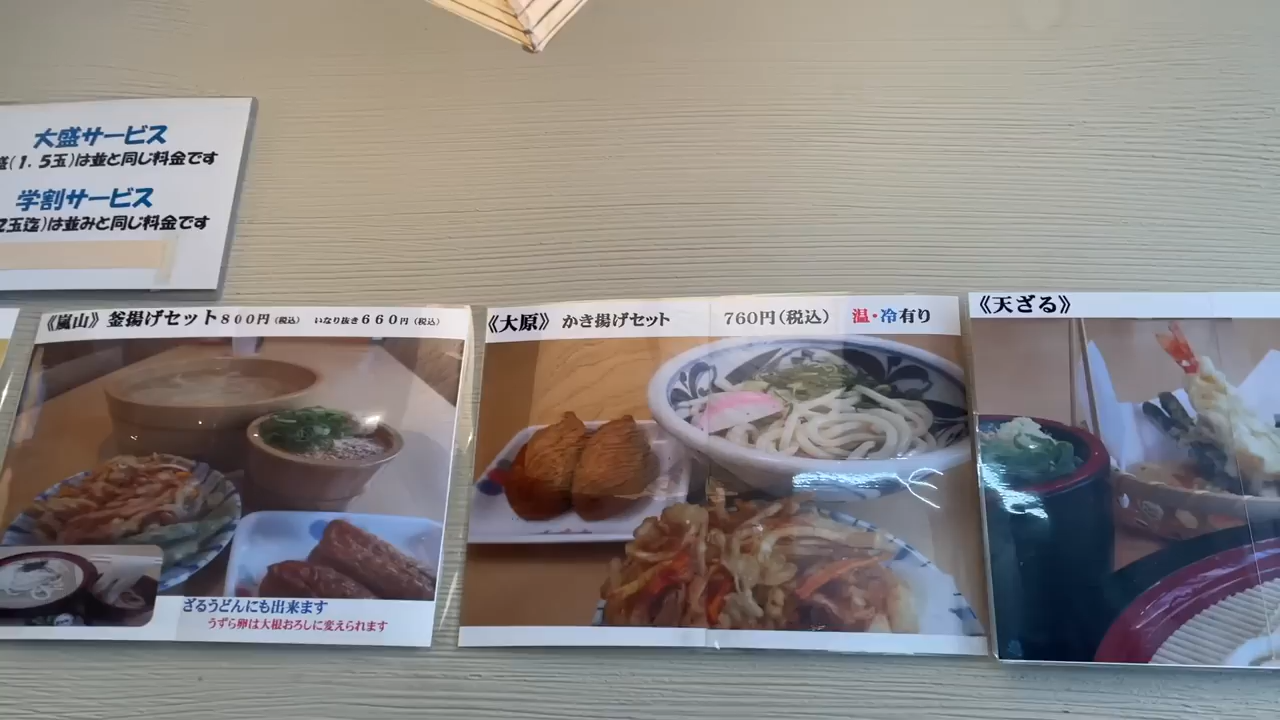 大盛サービス
盛(1.5玉)は並と同じ料金です
学割サービス
2玉迄)は並みと同じ料金です
《嵐山》 釜揚げセット800円(税込) いなり抜き660円(税込)
ざるうどんにも出来ます
うずら卵は大根おろしに変えられます
《大原》 かき揚げセット 760円(税込) 温・冷有り
《天ざる》